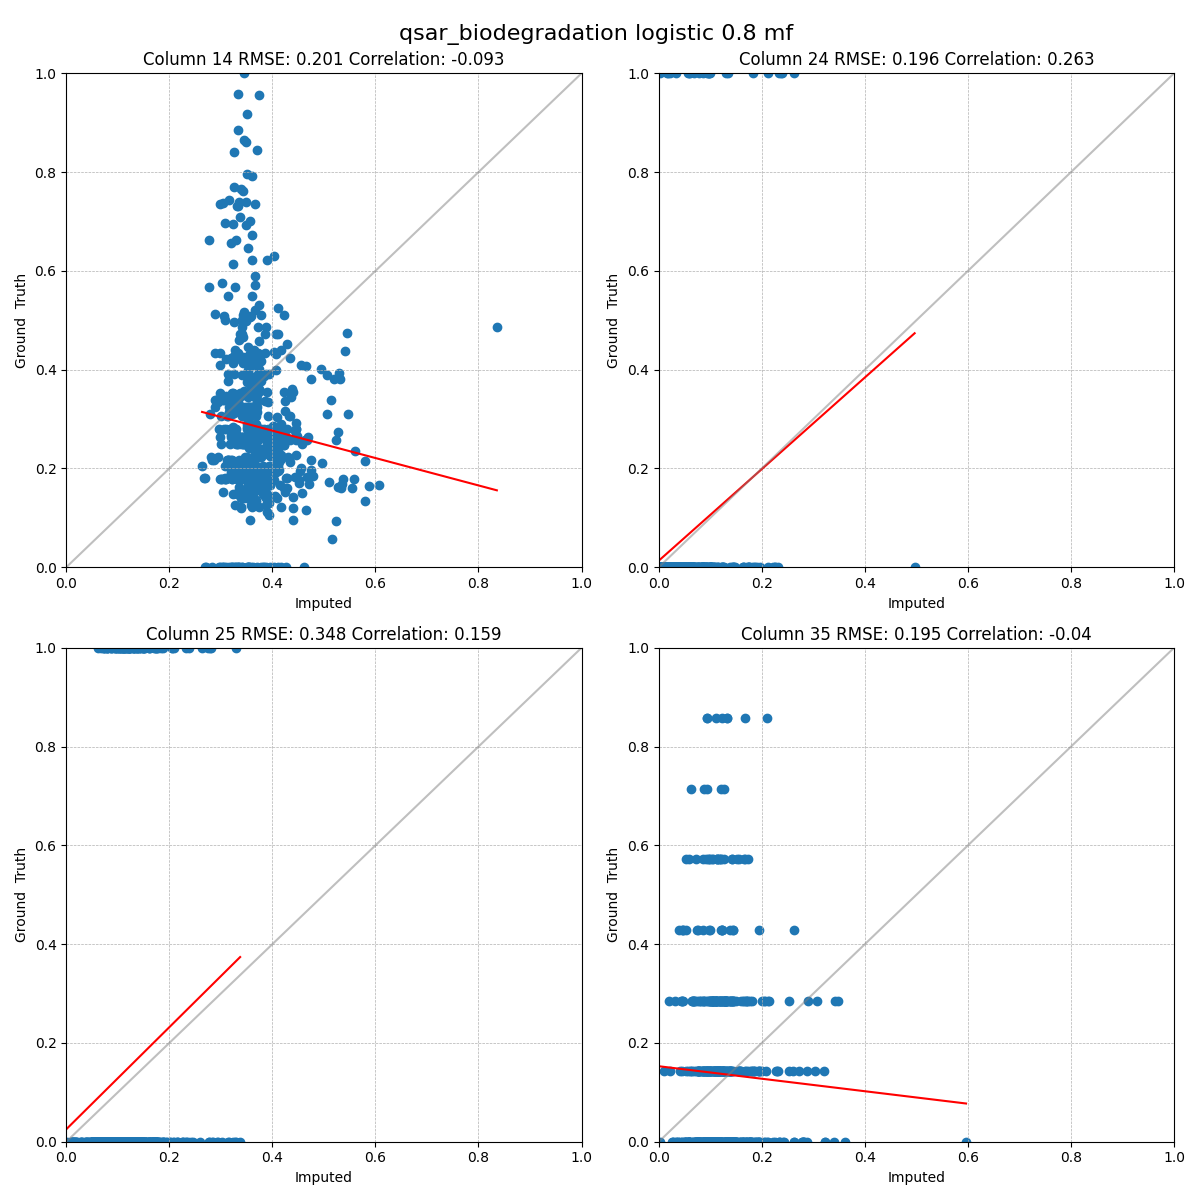 qsar_biodegradation logistic 0.8 mf
Column 14 RMSE: 0.201 Correlation: -0.093
1.0
0.8
0.6
0.4
0.2
0.0
Ground  Truth
0.0 0.2 0.4 0.6 0.8 1.0
Imputed
Column 24 RMSE: 0.196 Correlation: 0.263
1.0
0.8
0.6
0.4
0.2
0.0
Ground  Truth
0.0 0.2 0.4 0.6 0.8 1.0
Imputed
Column 25 RMSE: 0.348 Correlation: 0.159
1.0
0.8
0.6
0.4
0.2
0.0
Ground  Truth
0.0 0.2 0.4 0.6 0.8 1.0
Imputed
Column 35 RMSE: 0.195 Correlation: -0.04
1.0
0.8
0.6
0.4
0.2
0.0
Ground  Truth
0.0 0.2 0.4 0.6 0.8 1.0
Imputed